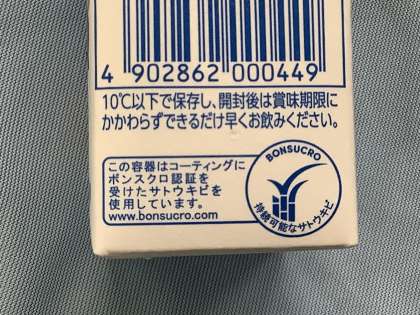 4 902862 000449
10℃以下で保存し、開封後は賞味期限に
かかわらずできるだけ早くお飲みください。
この容器はコーティングに
ボンスクロ認証を
受けたサトウキビを
使用しています。
www.bonsucro.com
BONSUCRO
持続可能なサトウキビ